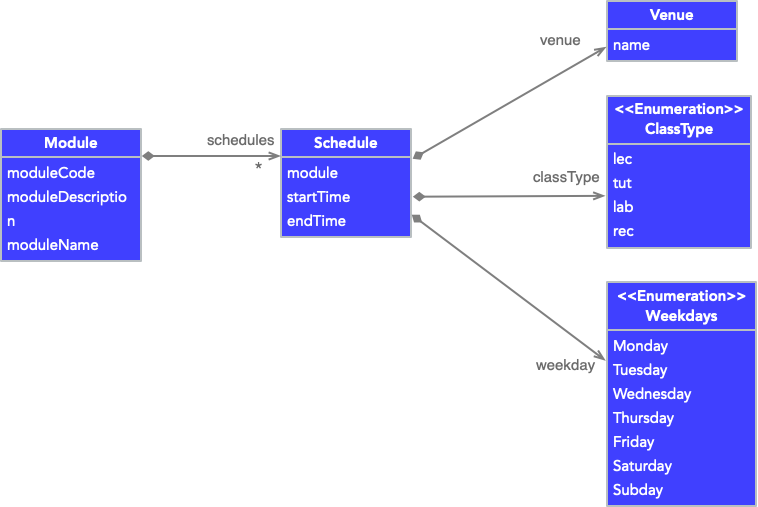 Venue
name
venue
<<Enumeration>>
ClassType
lec
tut
lab
rec
classType
Module
moduleCode
moduleDescriptio
n
moduleName
schedules
*
Schedule
module
startTime
endTime
weekday
<<Enumeration>>
Weekdays
Monday
Tuesday
Wednesday
Thursday
Friday
Saturday
Subday